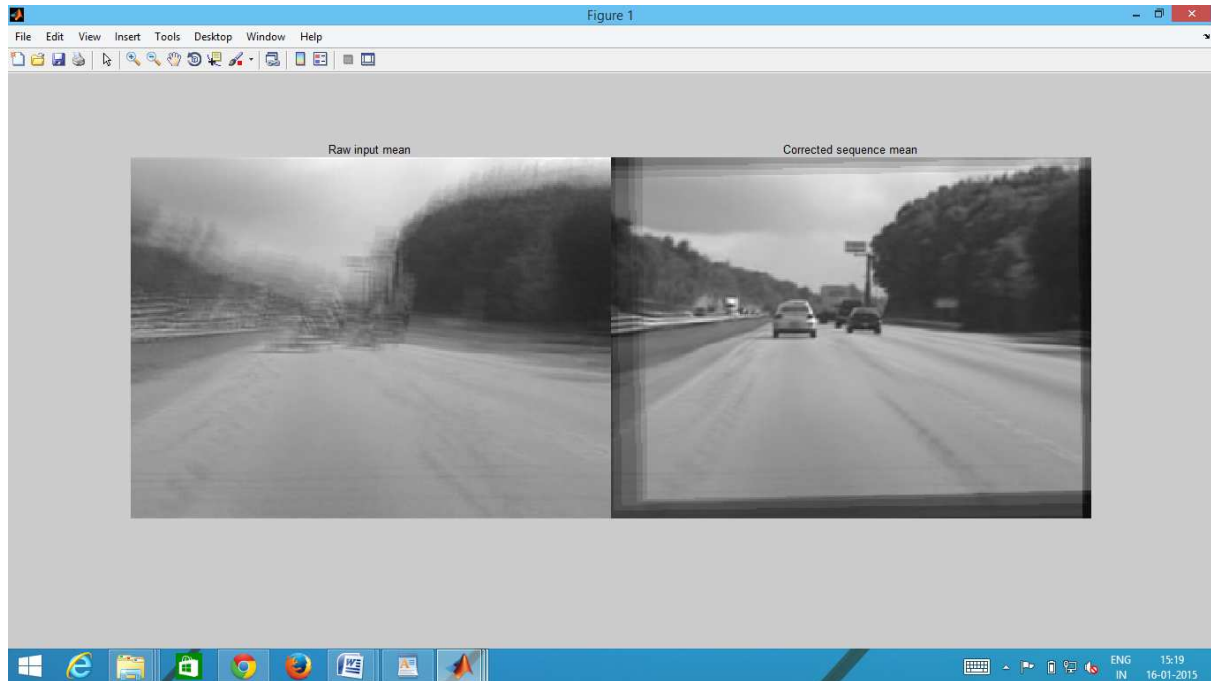 Figure 1
File Edit View Insert Tools Desktop Window Help
Raw input mean
Corrected sequence mean
ENG 15:19
IN 16-01-2015